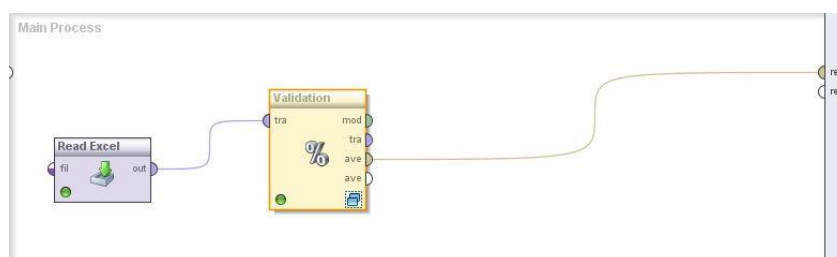 Main Process
Validation
tra
mod
tra
ave
ave
Read Excel
fil
out
re
re